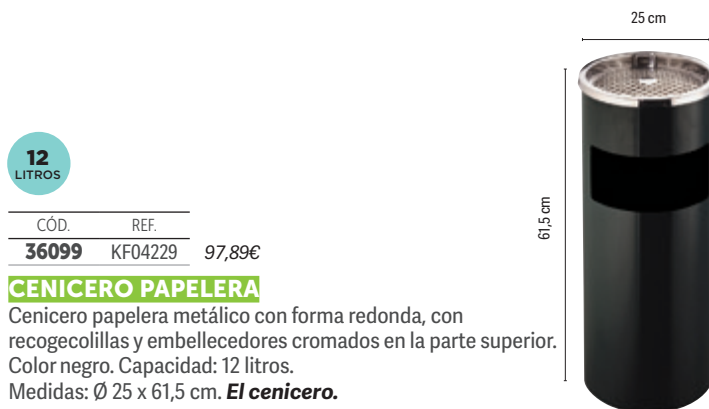 25 cm
12
LITROS
61,5 cm
CÓD. REF.
36099 KF04229 97,89€
CENICERO PAPELERA
Cenicero papelera metálico con forma redonda, con
recogecolillas y embellecedores cromados en la parte superior.
Color negro. Capacidad: 12 litros.
Medidas: Ø 25 x 61,5 cm. El cenicero.